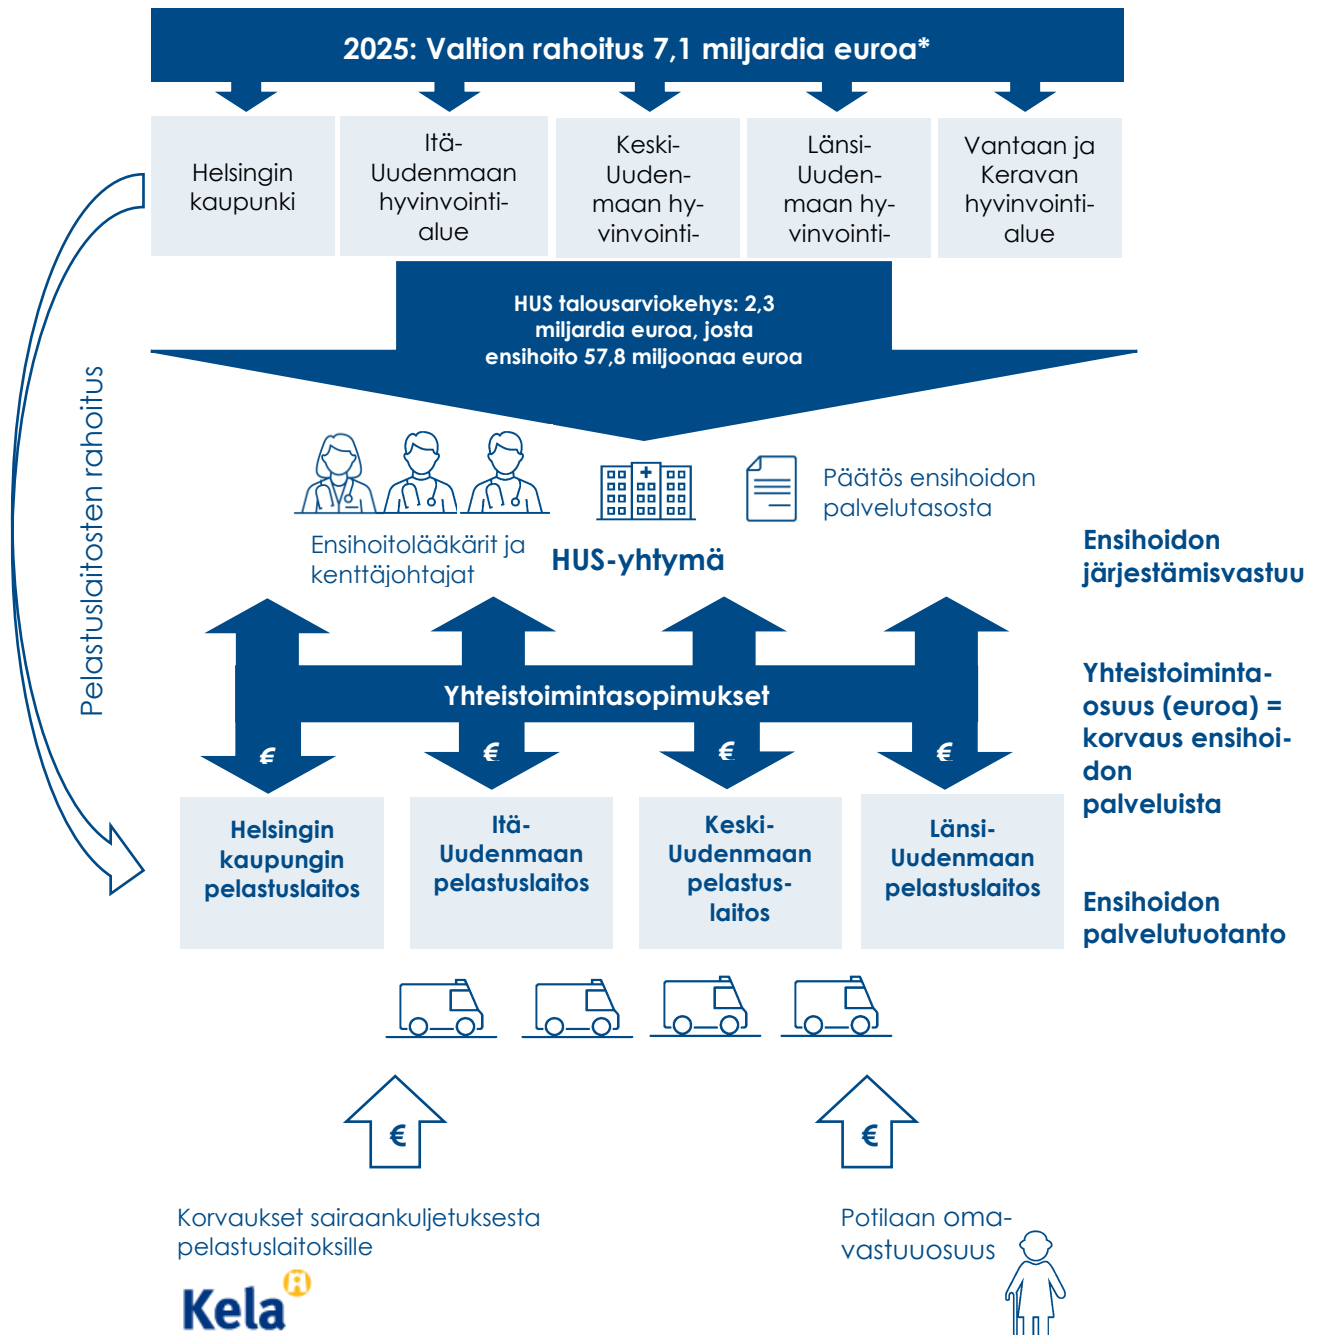 2025: Valtion rahoitus 7,1 miljardia euroa*
Helsingin
kaupunki
Itä-
Uudenmaan
hyvinvointi-
alue
Keski-
Uuden-
maan hy-
vinvointi-
Länsi-
Uuden-
maan hy-
vinvointi-
Vantaan ja
Keravan
hyvinvointi-
alue
HUS talousarviokehys: 2,3
miljardia euroa, josta
ensihoito 57,8 miljoonaa euroa
Pelastuslaitosten rahoitus
Ensihoitolääkärit ja
kenttäjohtajat
HUS-yhtymä
Päätös ensihoidon
palvelutasosta
Ensihoidon
järjestämisvastuu
Yhteistoimintasopimukset
€
€
€
€
Yhteistoiminta-
osuus (euroa) =
korvaus ensihoi-
don
palveluista
Helsingin
kaupungin
pelastuslaitos
Itä-
Uudenmaan
pelastuslaitos
Keski-
Uudenmaan
pelastus-
laitos
Länsi-
Uudenmaan
pelastuslaitos
Ensihoidon
palvelutuotanto
€
€
Korvaukset sairaankuljetuksesta
pelastuslaitoksille
Kela
Potilaan oma-
vastuuosuus